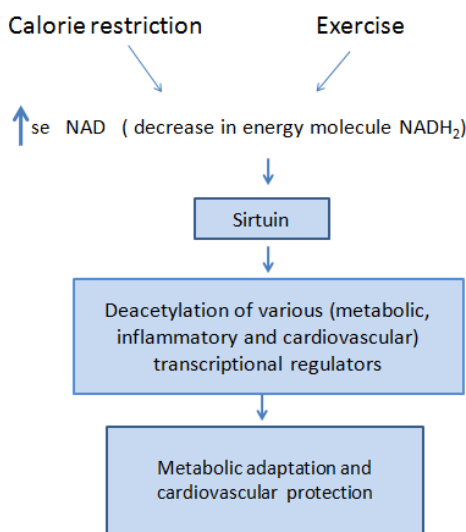 Calorie restriction Exercise
se NAD ( decrease in energy molecule NADH₂)
Sirtuin
Deacetylation of various (metabolic,
inflammatory and cardiovascular)
transcriptional regulators
Metabolic adaptation and
cardiovascular protection